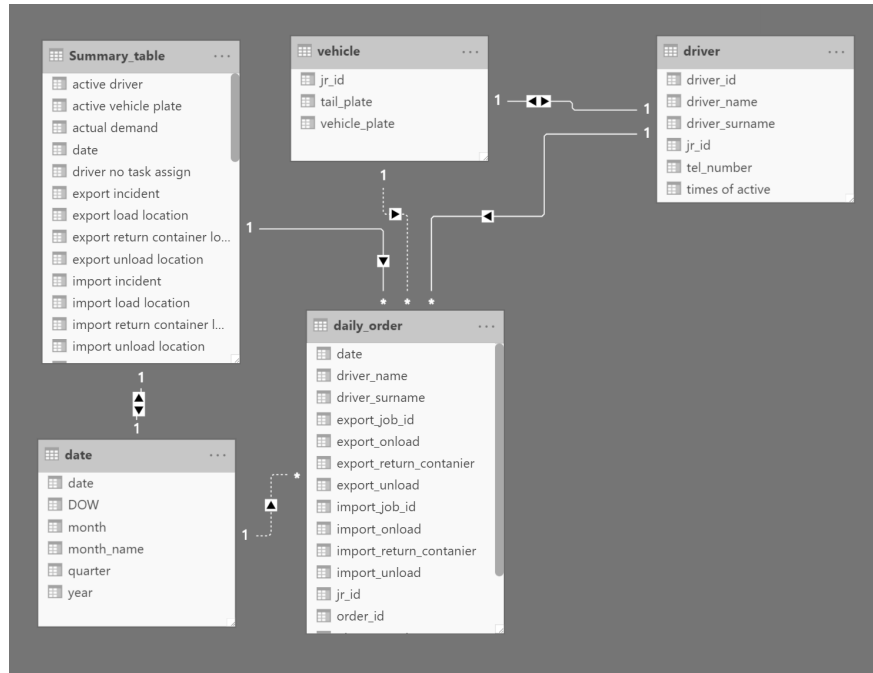 Summary_table ...
active driver
active vehicle plate
actual demand
date
driver no task assign
export incident
export load location
export return container lo...
export unload location
import incident
import load location
import return container l...
import unload location
vehicle ...
jr_id
tail_plate
vehicle_plate
driver ...
driver_id
driver_name
driver_surname
jr_id
tel_number
times of active
1
1
1
1
1
* * *
1
1
daily_order ...
date
driver_name
driver_surname
export_job_id
export_onload
export_return_contanier
export_unload
import_job_id
import_onload
import_return_contanier
import_unload
jr_id
order_id
date ...
date
DOW
month
month_name
quarter
year
1
*